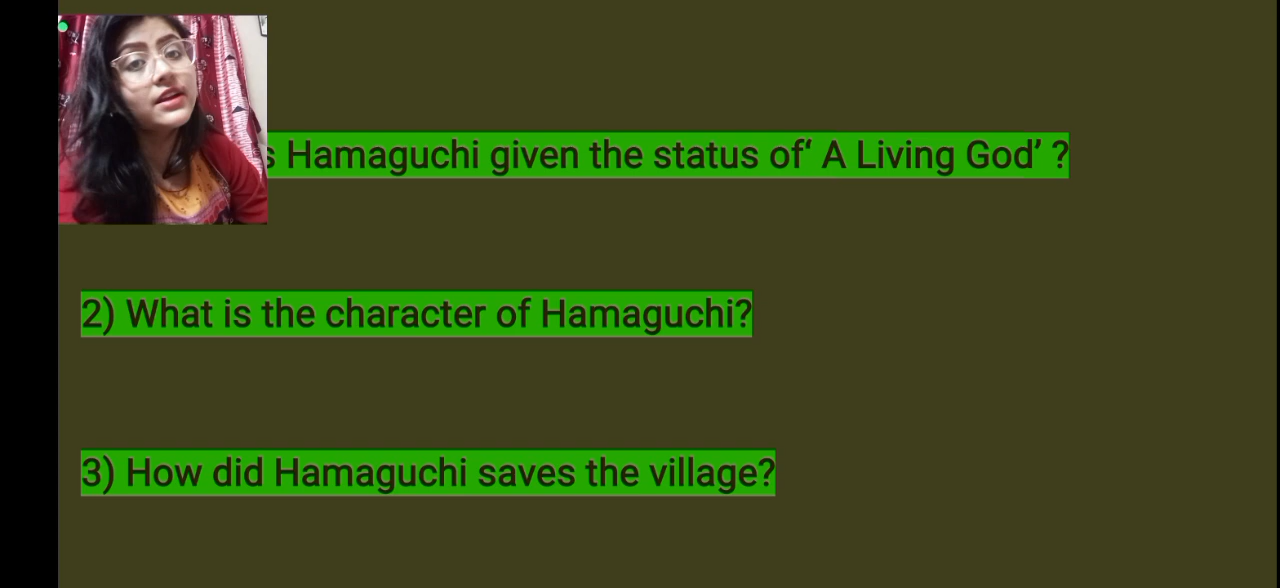 Hamaguchi given the status of‘ A Living God’ ?
2) What is the character of Hamaguchi?
3) How did Hamaguchi saves the village?